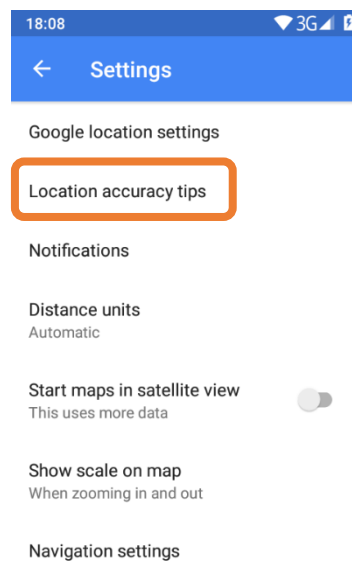 18:08 3G
Settings
Google location settings
Location accuracy tips
Notifications
Distance units
Automatic
Start maps in satellite view
This uses more data
Show scale on map
When zooming in and out
Navigation settings